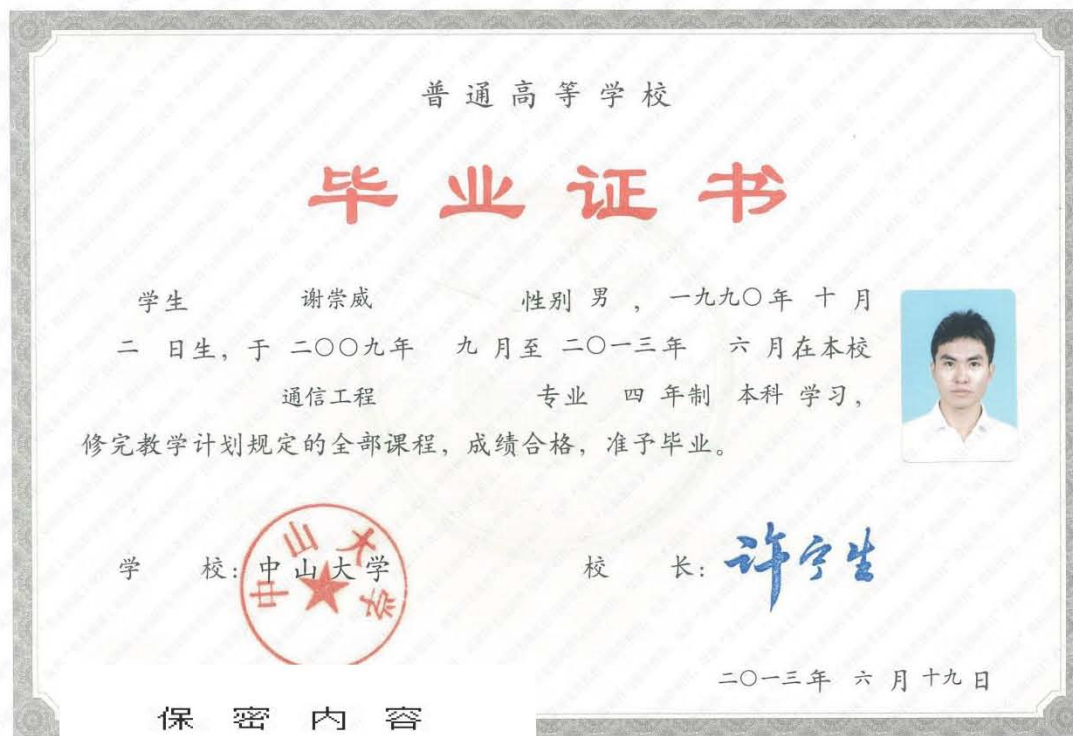 普通高等学校
毕业证书
学生 谢崇威 性别 男 ，一九九〇年 十 月
二 日生，于 二〇〇九年 九 月至 二〇一三年 六 月在本校
通信工程 专业 四 年制 本科 学习，
修完教学计划规定的全部课程，成绩合格，准予毕业。
中山大学
学 校：中山大学 校 长：许宁生
二〇一三年 六 月 十九 日
保密内容